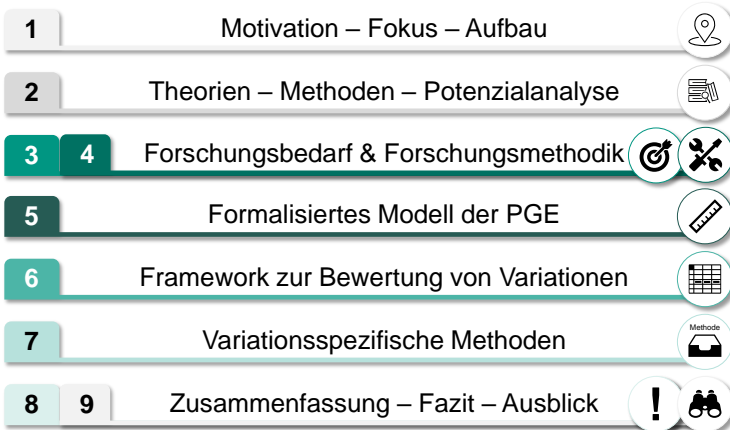 1 Motivation – Fokus – Aufbau
2 Theorien – Methoden – Potenzialanalyse
3 4 Forschungsbedarf & Forschungsmethodik
5 Formalisiertes Modell der PGE
6 Framework zur Bewertung von Variationen
7 Variationsspezifische Methoden Methode
8 9 Zusammenfassung – Fazit – Ausblick !